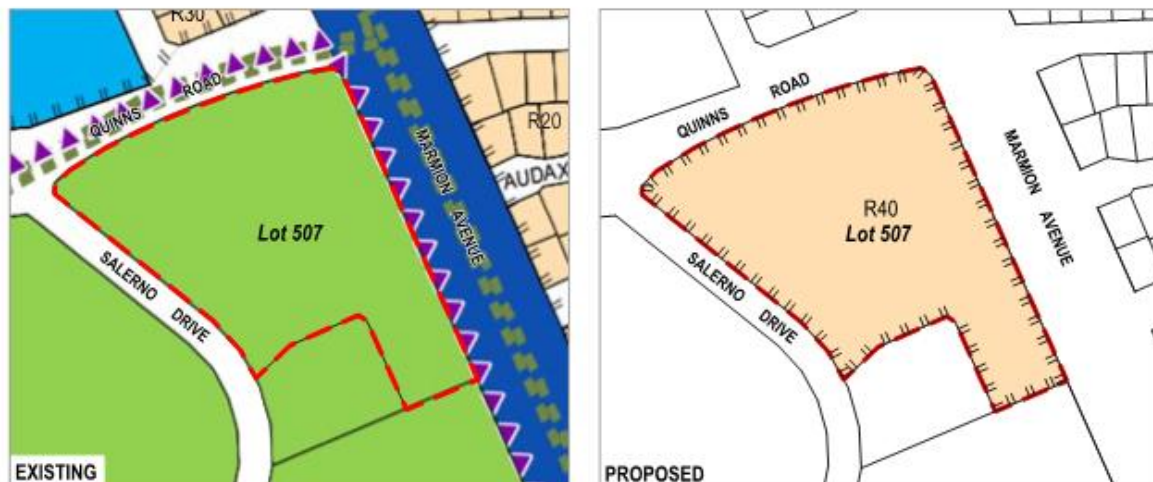 R30
QUINNS ROAD
MARMION AVENUE
R20
AUDAX
Lot 507
SALERNO DRIVE
EXISTING
QUINNS ROAD
MARMION AVENUE
R40
Lot 507
SALERNO DRIVE
PROPOSED